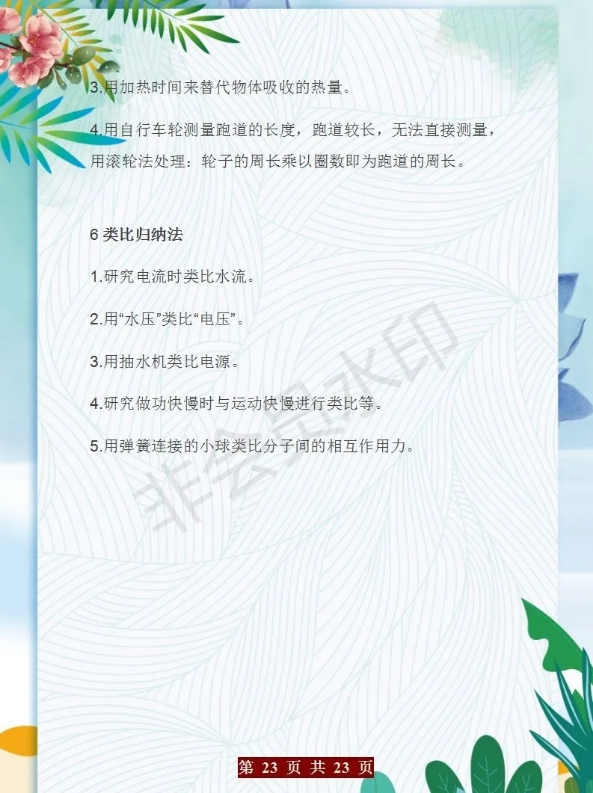 3.用加热时间来替代物体吸收的热量。
4.用自行车轮测量跑道的长度，跑道较长，无法直接测量，
用滚轮法处理：轮子的周长乘以圈数即为跑道的周长。
6 类比归纳法
1.研究电流时类比水流。
2.用“水压”类比“电压”。
3.用抽水机类比电源。
4.研究做功快慢时与运动快慢进行类比等。
5.用弹簧连接的小球类比分子间的相互作用力。
非会员水印
第 23 页 共 23 页